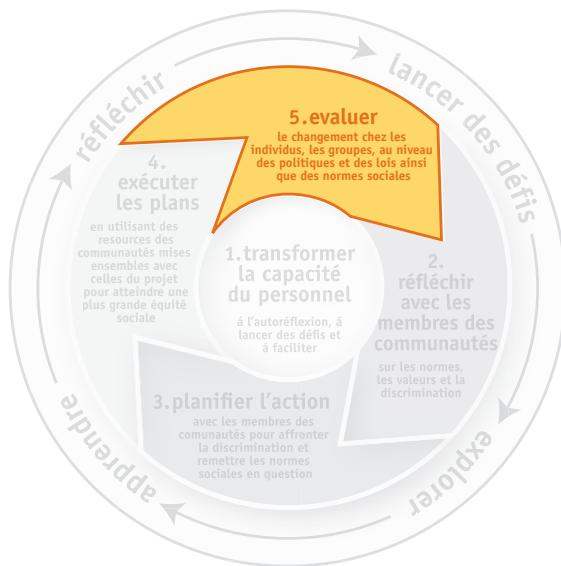 réfléchir
lancer des défis
explorer
apprendre
1.transformer
la capacité
du personnel
á l'autoréflexion, á
lancer des défis et
á faciliter
2.
réfléchir
avec les
membres des
communautés
sur les normes,
les valeurs et la
discrimination
3.planifier l'action
avec les membres des
comunautés pour affronter
la discrimination et
remettre les normes
sociales en question
4.
exécuter
les plans
en utilisant des
resources des
communautés mises
ensembles avec
celles du projet
pour atteindre une
plus grande équité
sociale
5.evaluer
le changement chez les
individus, les groupes, au niveau
des politiques et des lois ainsi
que des normes sociales